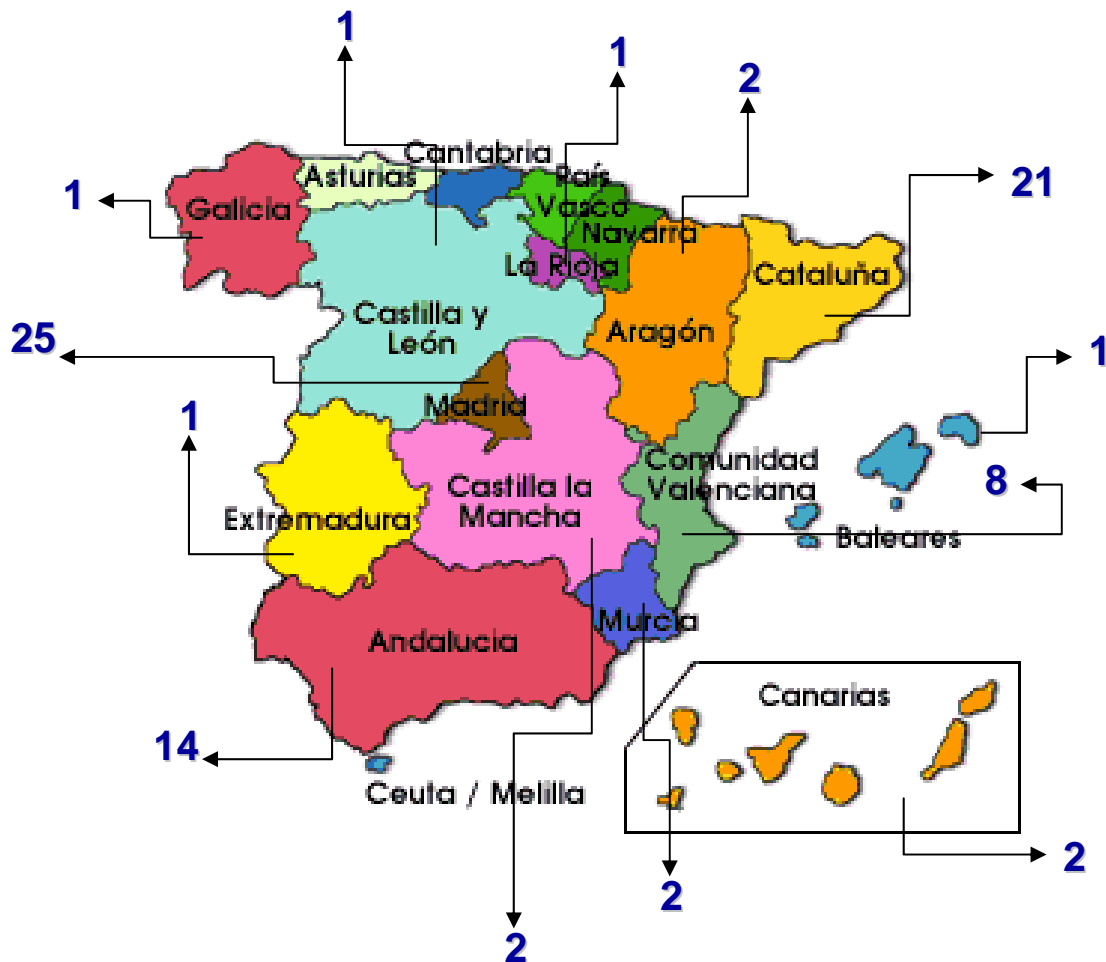 1
1
2
Cantabria
Asturias
País
Vasco
1
21
Galicia
Navarra
La Rioja
Cataluña
Castilla y
León
Aragón
25
1
Madrid
1
Comunidad
Valenciana
8
Castilla la
Mancha
Extremadura
Baleares
Murcia
Andalucia
Canarias
14
Ceuta / Melilla
2
2
2